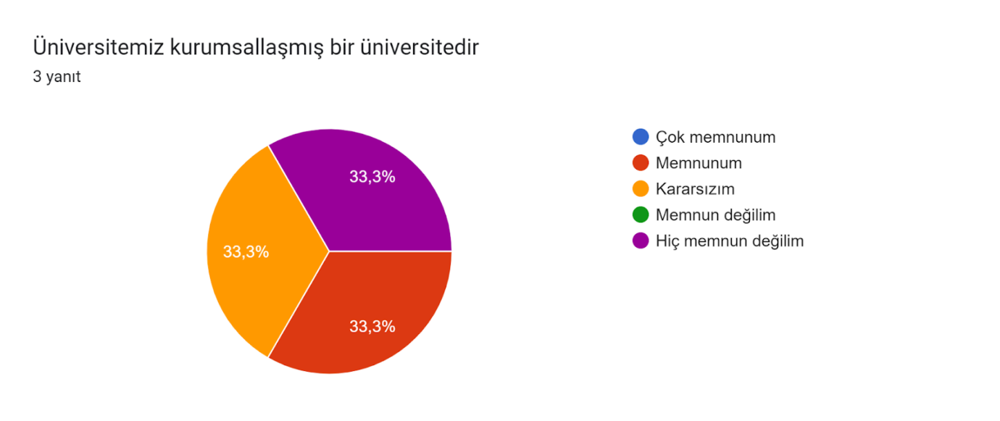 Üniversitemiz kurumsallaşmış bir üniversitedir
3 yanıt
33,3%
33,3%
33,3%
Çok memnunum
Memnunum
Kararsızım
Memnun değilim
Hiç memnun değilim